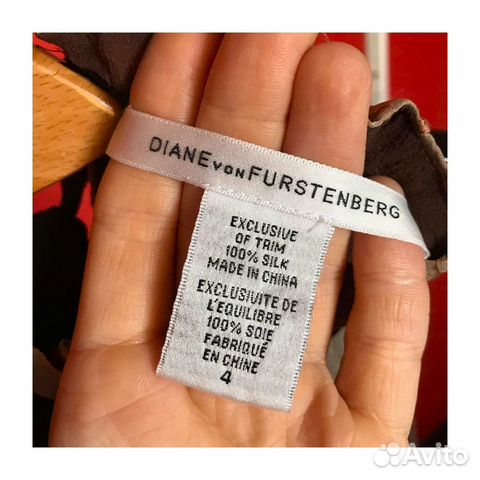 DIANE VON FURSTENBERG
EXCLUSIVE
OF TRIM
100% SILK
MADE IN CHINA
EXCLUSIVITE DE
L'EQUILIBRE
100% SOIE
FABRIQUÉ
EN CHINE
4
Avito